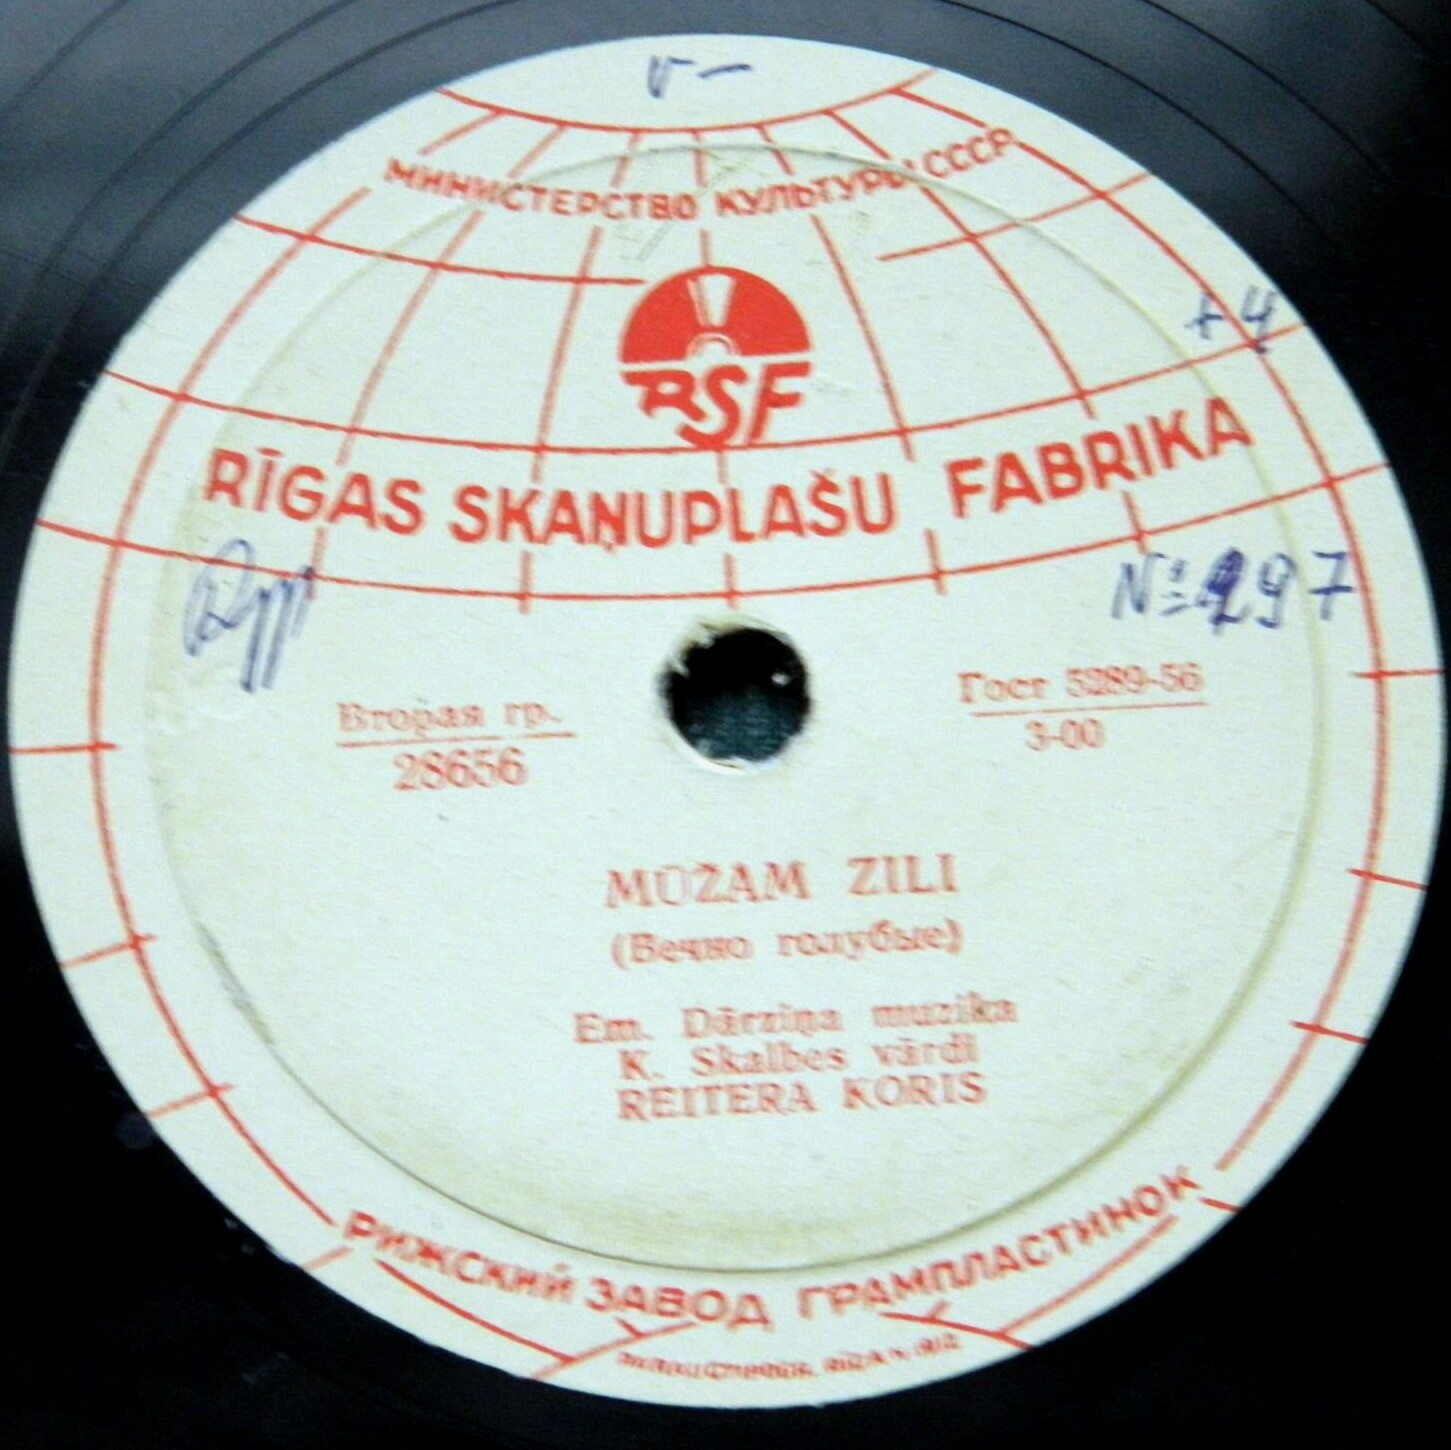 V—
МИНИСТЕРСТВО КУЛЬТУРЫ СССР
+4
RSF
RĪGAS SKAŅUPLAŠU FABRIKA
№ 297
Вторая гр.
28656
Гост 5289-56
3-00
MŪŽAM ZILI
(Вечно голубые)
Em. Dārziņa muzika
K. Skalbes vārdi
REITERA KORIS
РИЖСКИЙ ЗАВОД ГРАМПЛАСТИНОК